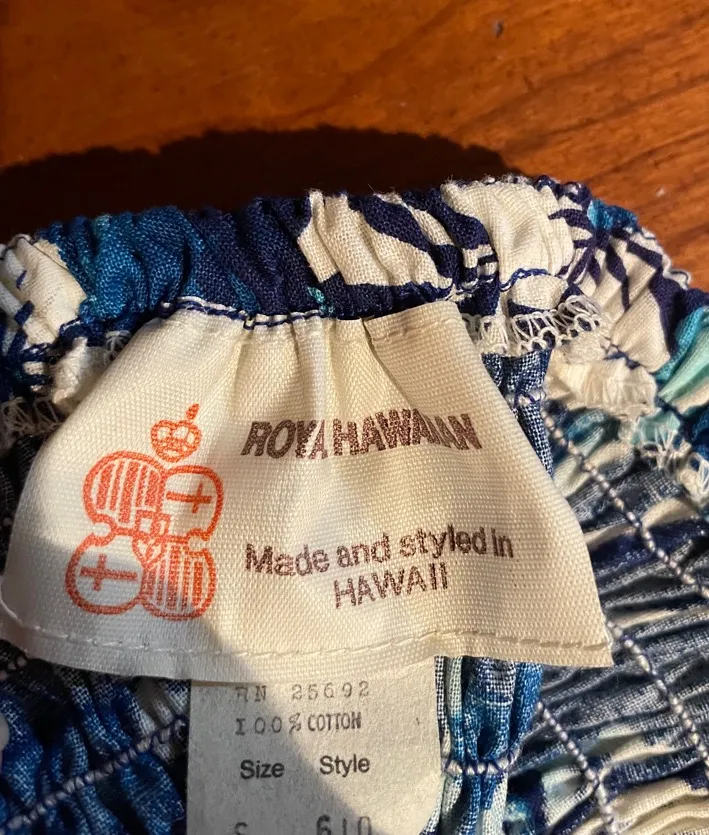 ROYAL HAWAIIAN
Made and styled in
HAWAII
RN 25692
100% COTTON
Size Style
S 610